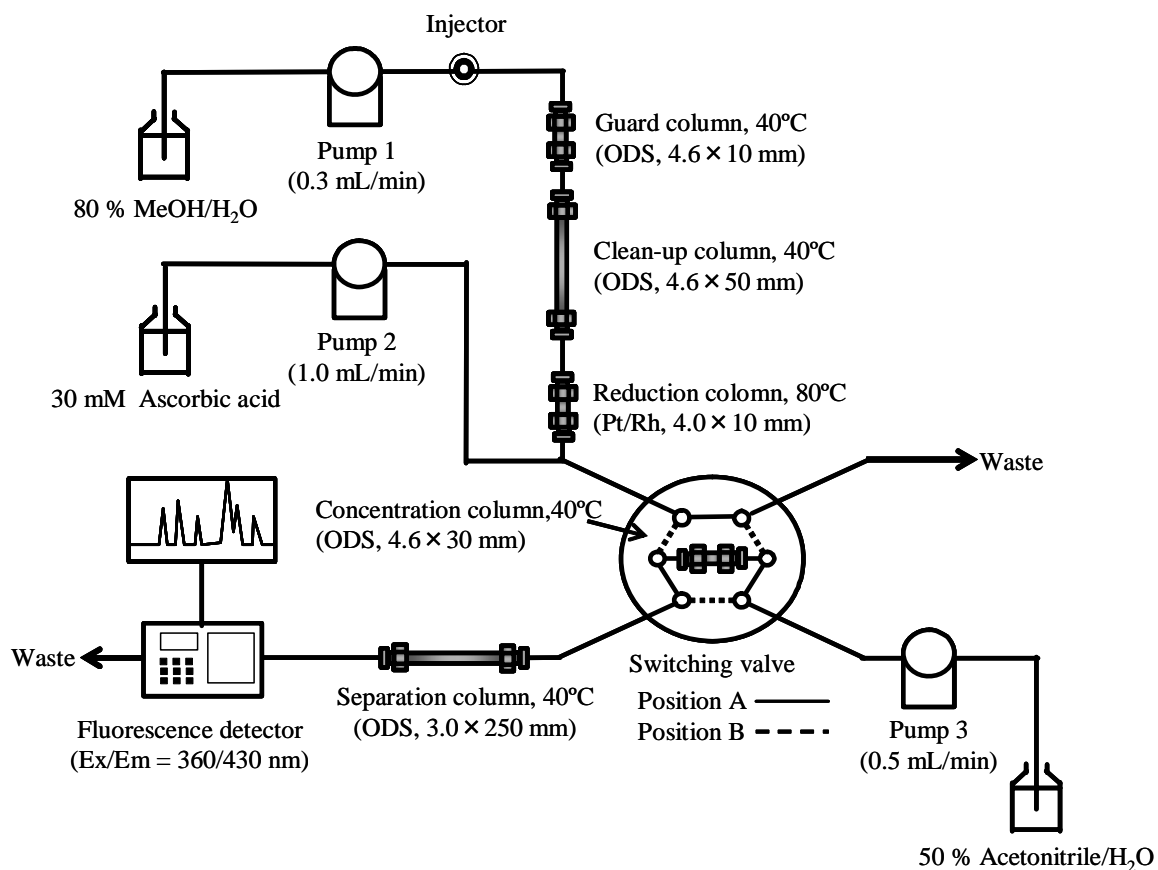 Injector
Guard column, 40ºC
(ODS, 4.6×10 mm)
Pump 1
(0.3 mL/min)
80 % MeOH/H₂O
Clean-up column, 40ºC
(ODS, 4.6×50 mm)
Pump 2
(1.0 mL/min)
30 mM Ascorbic acid
Reduction colomn, 80ºC
(Pt/Rh, 4.0×10 mm)
Waste
Concentration column,40ºC
(ODS, 4.6×30 mm)
Waste
Switching valve
Position A
Position B
Separation column, 40ºC
(ODS, 3.0×250 mm)
Fluorescence detector
(Ex/Em = 360/430 nm)
Pump 3
(0.5 mL/min)
50 % Acetonitrile/H₂O